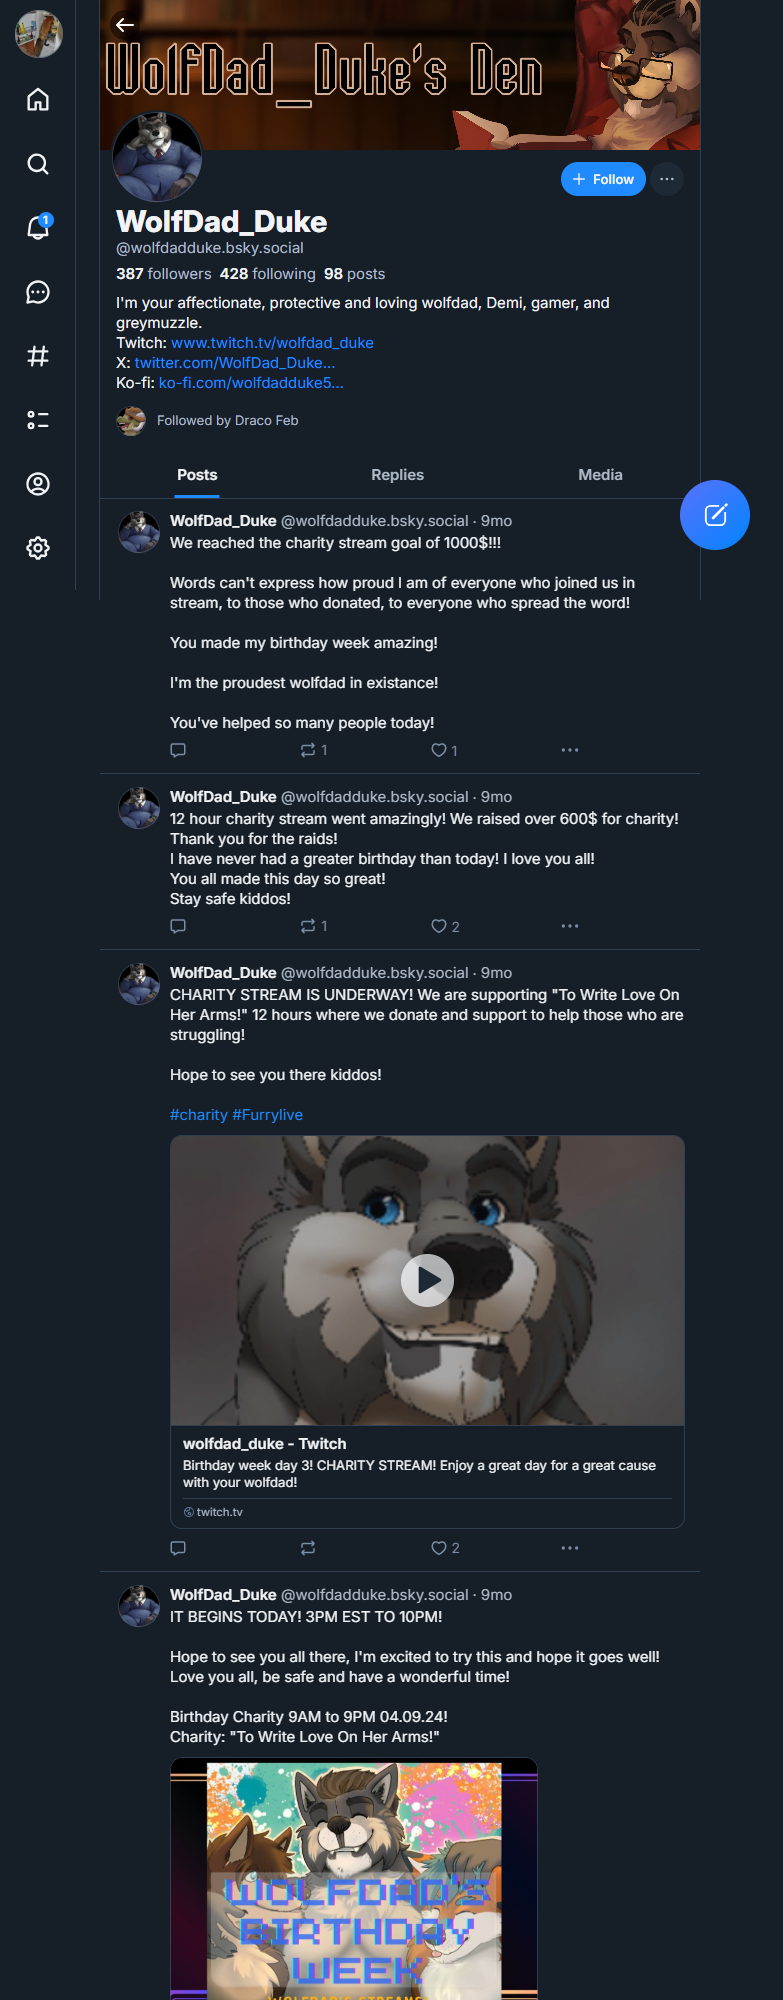 WolfDad_Duke's Den
1
+ Follow
WolfDad_Duke
@wolfdadduke.bsky.social
387 followers 428 following 98 posts
I'm your affectionate, protective and loving wolfdad, Demi, gamer, and
greymuzzle.
Twitch: www.twitch.tv/wolfdad_duke
X: twitter.com/WolfDad_Duke...
Ko-fi: ko-fi.com/wolfdadduke5...
Followed by Draco Feb
Posts Replies Media
WolfDad_Duke @wolfdadduke.bsky.social · 9mo
We reached the charity stream goal of 1000$!!!
Words can't express how proud I am of everyone who joined us in
stream, to those who donated, to everyone who spread the word!
You made my birthday week amazing!
I'm the proudest wolfdad in existance!
You've helped so many people today!
1 1
WolfDad_Duke @wolfdadduke.bsky.social · 9mo
12 hour charity stream went amazingly! We raised over 600$ for charity!
Thank you for the raids!
I have never had a greater birthday than today! I love you all!
You all made this day so great!
Stay safe kiddos!
1 2
WolfDad_Duke @wolfdadduke.bsky.social · 9mo
CHARITY STREAM IS UNDERWAY! We are supporting "To Write Love On
Her Arms!" 12 hours where we donate and support to help those who are
struggling!
Hope to see you there kiddos!
#charity #Furrylive
wolfdad_duke - Twitch
Birthday week day 3! CHARITY STREAM! Enjoy a great day for a great cause
with your wolfdad!
twitch.tv
2
WolfDad_Duke @wolfdadduke.bsky.social · 9mo
IT BEGINS TODAY! 3PM EST TO 10PM!
Hope to see you all there, I'm excited to try this and hope it goes well!
Love you all, be safe and have a wonderful time!
Birthday Charity 9AM to 9PM 04.09.24!
Charity: "To Write Love On Her Arms!"
WOLFDAD'S
BIRTHDAY
WEEK